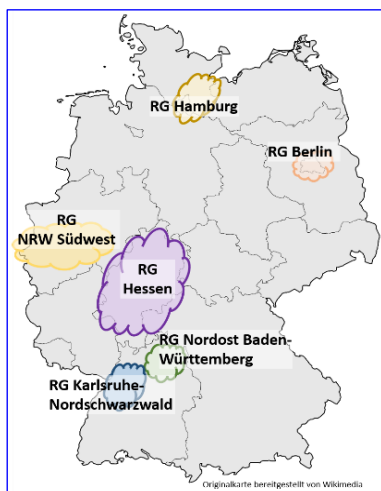 RG Hamburg
RG Berlin
RG
NRW Südwest
RG
Hessen
RG Nordost Baden-
Württemberg
RG Karlsruhe-
Nordschwarzwald
Originalkarte bereitgestellt von Wikimedia